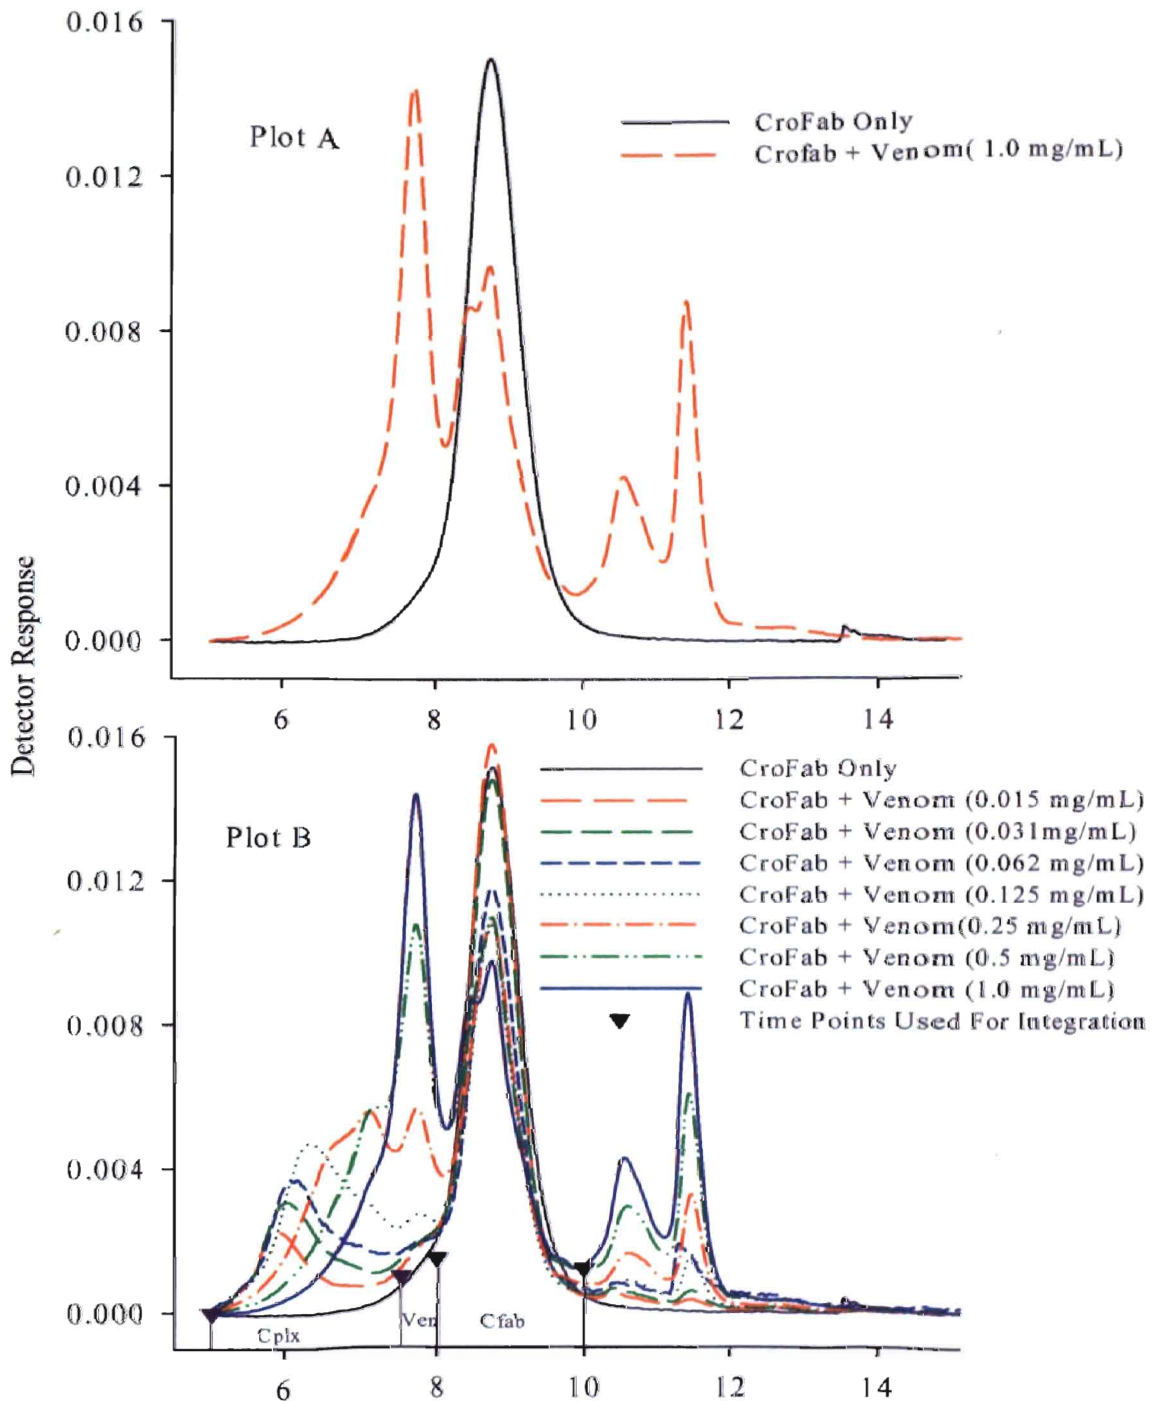 0.016
Plot A
CroFab Only
Crofab + Venom( 1.0 mg/mL)
0.012
0.008
0.004
0.000
6 8 10 12 14
Detector Response
0.016
Plot B
CroFab Only
CroFab + Venom (0.015 mg/mL)
CroFab + Venom (0.031mg/mL)
CroFab + Venom (0.062 mg/mL)
CroFab + Venom (0.125 mg/mL)
CroFab + Venom(0.25 mg/mL)
CroFab + Venom (0.5 mg/mL)
CroFab + Venom (1.0 mg/mL)
Time Points Used For Integration
0.012
0.008
0.004
0.000
Cplx Ven Cfab
6 8 10 12 14